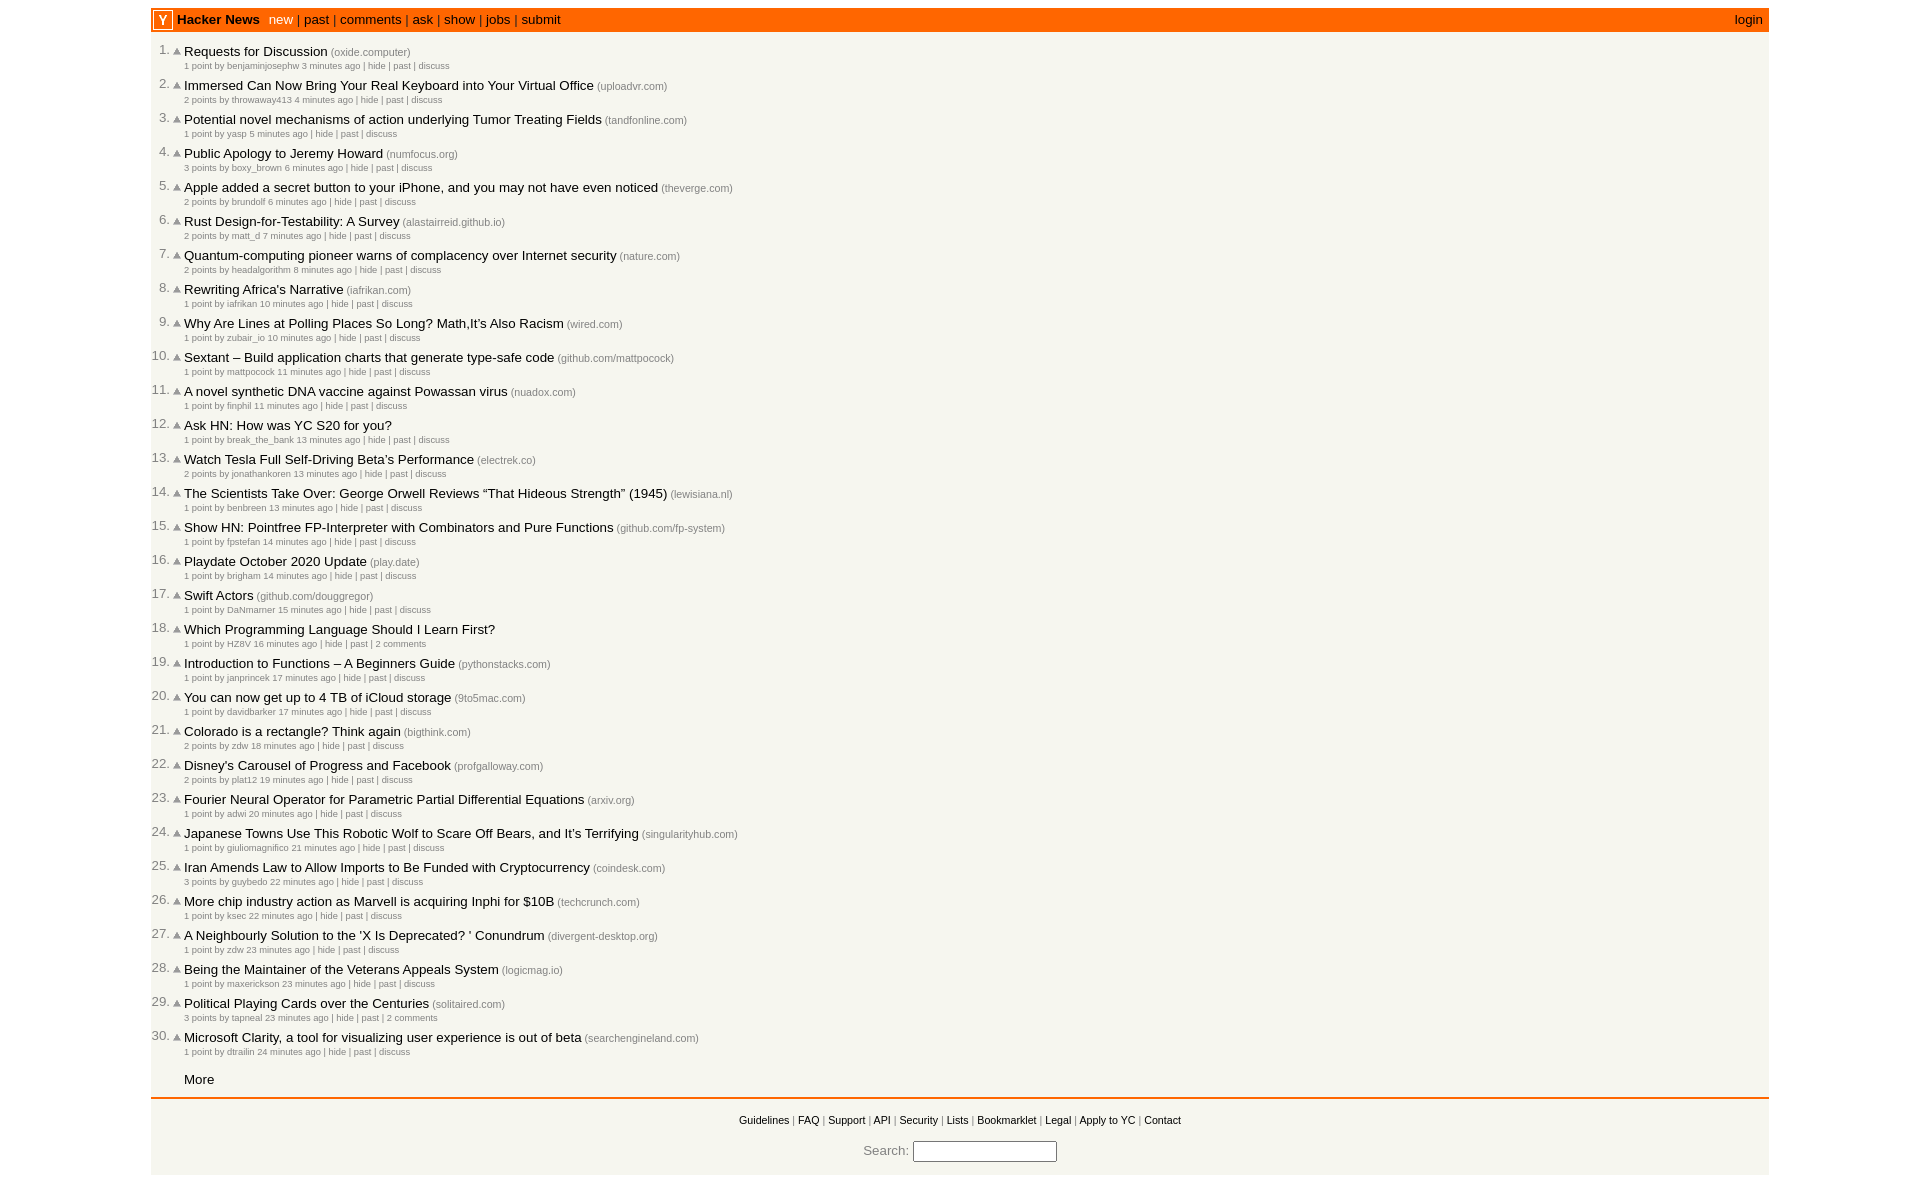 Y Hacker News new | past | comments | ask | show | jobs | submit login
1. Requests for Discussion (oxide.computer)
1 point by benjaminjosephw 3 minutes ago | hide | past | discuss
2. Immersed Can Now Bring Your Real Keyboard into Your Virtual Office (uploadvr.com)
2 points by throwaway413 4 minutes ago | hide | past | discuss
3. Potential novel mechanisms of action underlying Tumor Treating Fields (tandfonline.com)
1 point by yasp 5 minutes ago | hide | past | discuss
4. Public Apology to Jeremy Howard (numfocus.org)
3 points by boxy_brown 6 minutes ago | hide | past | discuss
5. Apple added a secret button to your iPhone, and you may not have even noticed (theverge.com)
2 points by brundolf 6 minutes ago | hide | past | discuss
6. Rust Design-for-Testability: A Survey (alastairreid.github.io)
2 points by matt_d 7 minutes ago | hide | past | discuss
7. Quantum-computing pioneer warns of complacency over Internet security (nature.com)
2 points by headalgorithm 8 minutes ago | hide | past | discuss
8. Rewriting Africa's Narrative (iafrikan.com)
1 point by iafrikan 10 minutes ago | hide | past | discuss
9. Why Are Lines at Polling Places So Long? Math,It’s Also Racism (wired.com)
1 point by zubair_io 10 minutes ago | hide | past | discuss
10. Sextant – Build application charts that generate type-safe code (github.com/mattpocock)
1 point by mattpocock 11 minutes ago | hide | past | discuss
11. A novel synthetic DNA vaccine against Powassan virus (nuadox.com)
1 point by finphil 11 minutes ago | hide | past | discuss
12. Ask HN: How was YC S20 for you?
1 point by break_the_bank 13 minutes ago | hide | past | discuss
13. Watch Tesla Full Self-Driving Beta’s Performance (electrek.co)
2 points by jonathankoren 13 minutes ago | hide | past | discuss
14. The Scientists Take Over: George Orwell Reviews “That Hideous Strength” (1945) (lewisiana.nl)
1 point by benbreen 13 minutes ago | hide | past | discuss
15. Show HN: Pointfree FP-Interpreter with Combinators and Pure Functions (github.com/fp-system)
1 point by fpstefan 14 minutes ago | hide | past | discuss
16. Playdate October 2020 Update (play.date)
1 point by brigham 14 minutes ago | hide | past | discuss
17. Swift Actors (github.com/douggregor)
1 point by DaNmarner 15 minutes ago | hide | past | discuss
18. Which Programming Language Should I Learn First?
1 point by HZ8V 16 minutes ago | hide | past | 2 comments
19. Introduction to Functions – A Beginners Guide (pythonstacks.com)
1 point by janprincek 17 minutes ago | hide | past | discuss
20. You can now get up to 4 TB of iCloud storage (9to5mac.com)
1 point by davidbarker 17 minutes ago | hide | past | discuss
21. Colorado is a rectangle? Think again (bigthink.com)
2 points by zdw 18 minutes ago | hide | past | discuss
22. Disney's Carousel of Progress and Facebook (profgalloway.com)
2 points by plat12 19 minutes ago | hide | past | discuss
23. Fourier Neural Operator for Parametric Partial Differential Equations (arxiv.org)
1 point by adwi 20 minutes ago | hide | past | discuss
24. Japanese Towns Use This Robotic Wolf to Scare Off Bears, and It’s Terrifying (singularityhub.com)
1 point by giuliomagnifico 21 minutes ago | hide | past | discuss
25. Iran Amends Law to Allow Imports to Be Funded with Cryptocurrency (coindesk.com)
3 points by guybedo 22 minutes ago | hide | past | discuss
26. More chip industry action as Marvell is acquiring Inphi for $10B (techcrunch.com)
1 point by ksec 22 minutes ago | hide | past | discuss
27. A Neighbourly Solution to the 'X Is Deprecated? ' Conundrum (divergent-desktop.org)
1 point by zdw 23 minutes ago | hide | past | discuss
28. Being the Maintainer of the Veterans Appeals System (logicmag.io)
1 point by maxerickson 23 minutes ago | hide | past | discuss
29. Political Playing Cards over the Centuries (solitaired.com)
3 points by tapneal 23 minutes ago | hide | past | 2 comments
30. Microsoft Clarity, a tool for visualizing user experience is out of beta (searchengineland.com)
1 point by dtrailin 24 minutes ago | hide | past | discuss
More
Guidelines | FAQ | Support | API | Security | Lists | Bookmarklet | Legal | Apply to YC | Contact
Search: